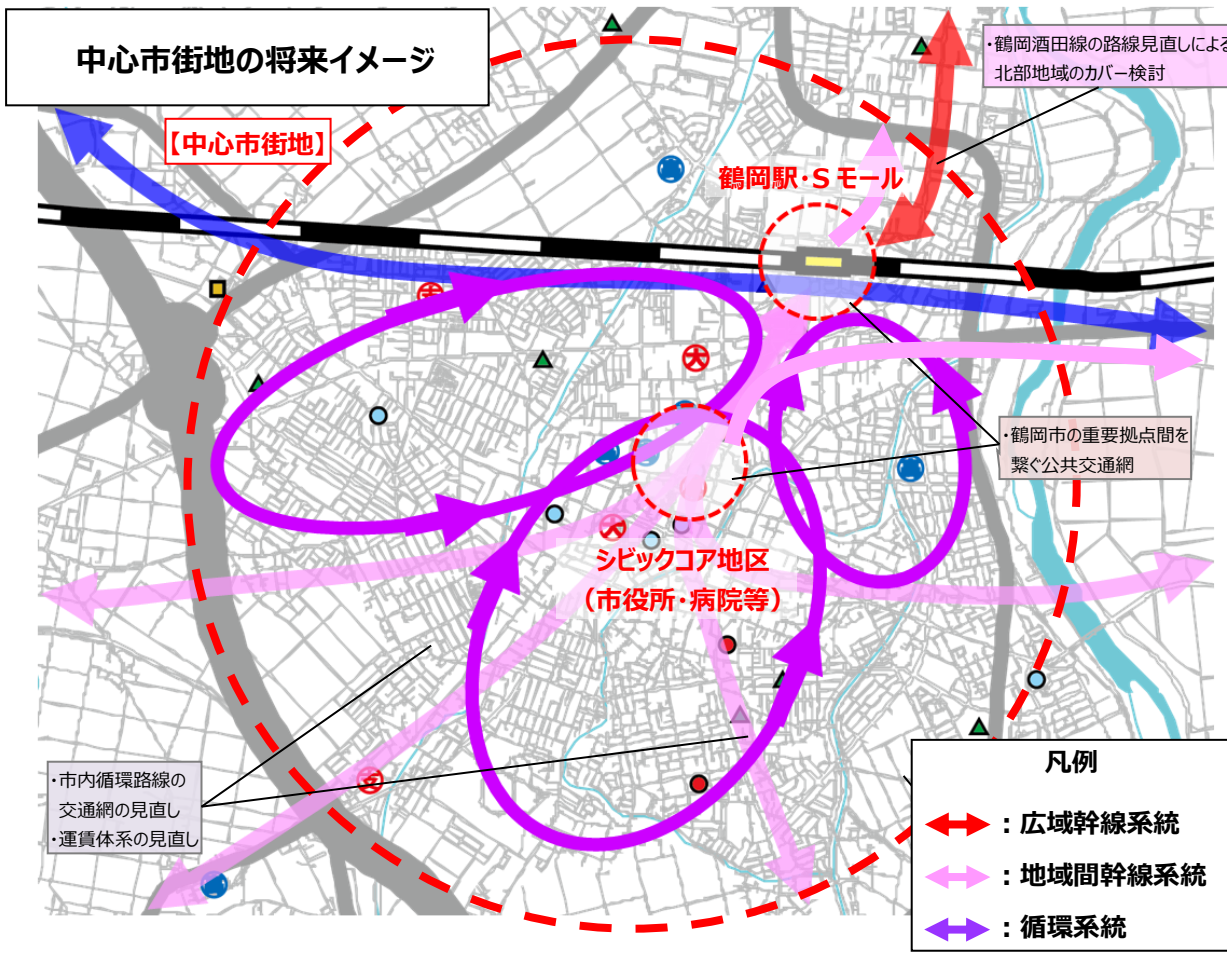 中心市街地の将来イメージ
・鶴岡酒田線の路線見直しによる
北部地域のカバー検討
【中心市街地】
鶴岡駅・Sモール
・鶴岡市の重要拠点間を
繋ぐ公共交通網
シビックコア地区
（市役所・病院等）
・市内循環路線の
交通網の見直し
・運賃体系の見直し
凡例
：広域幹線系統
：地域間幹線系統
：循環系統